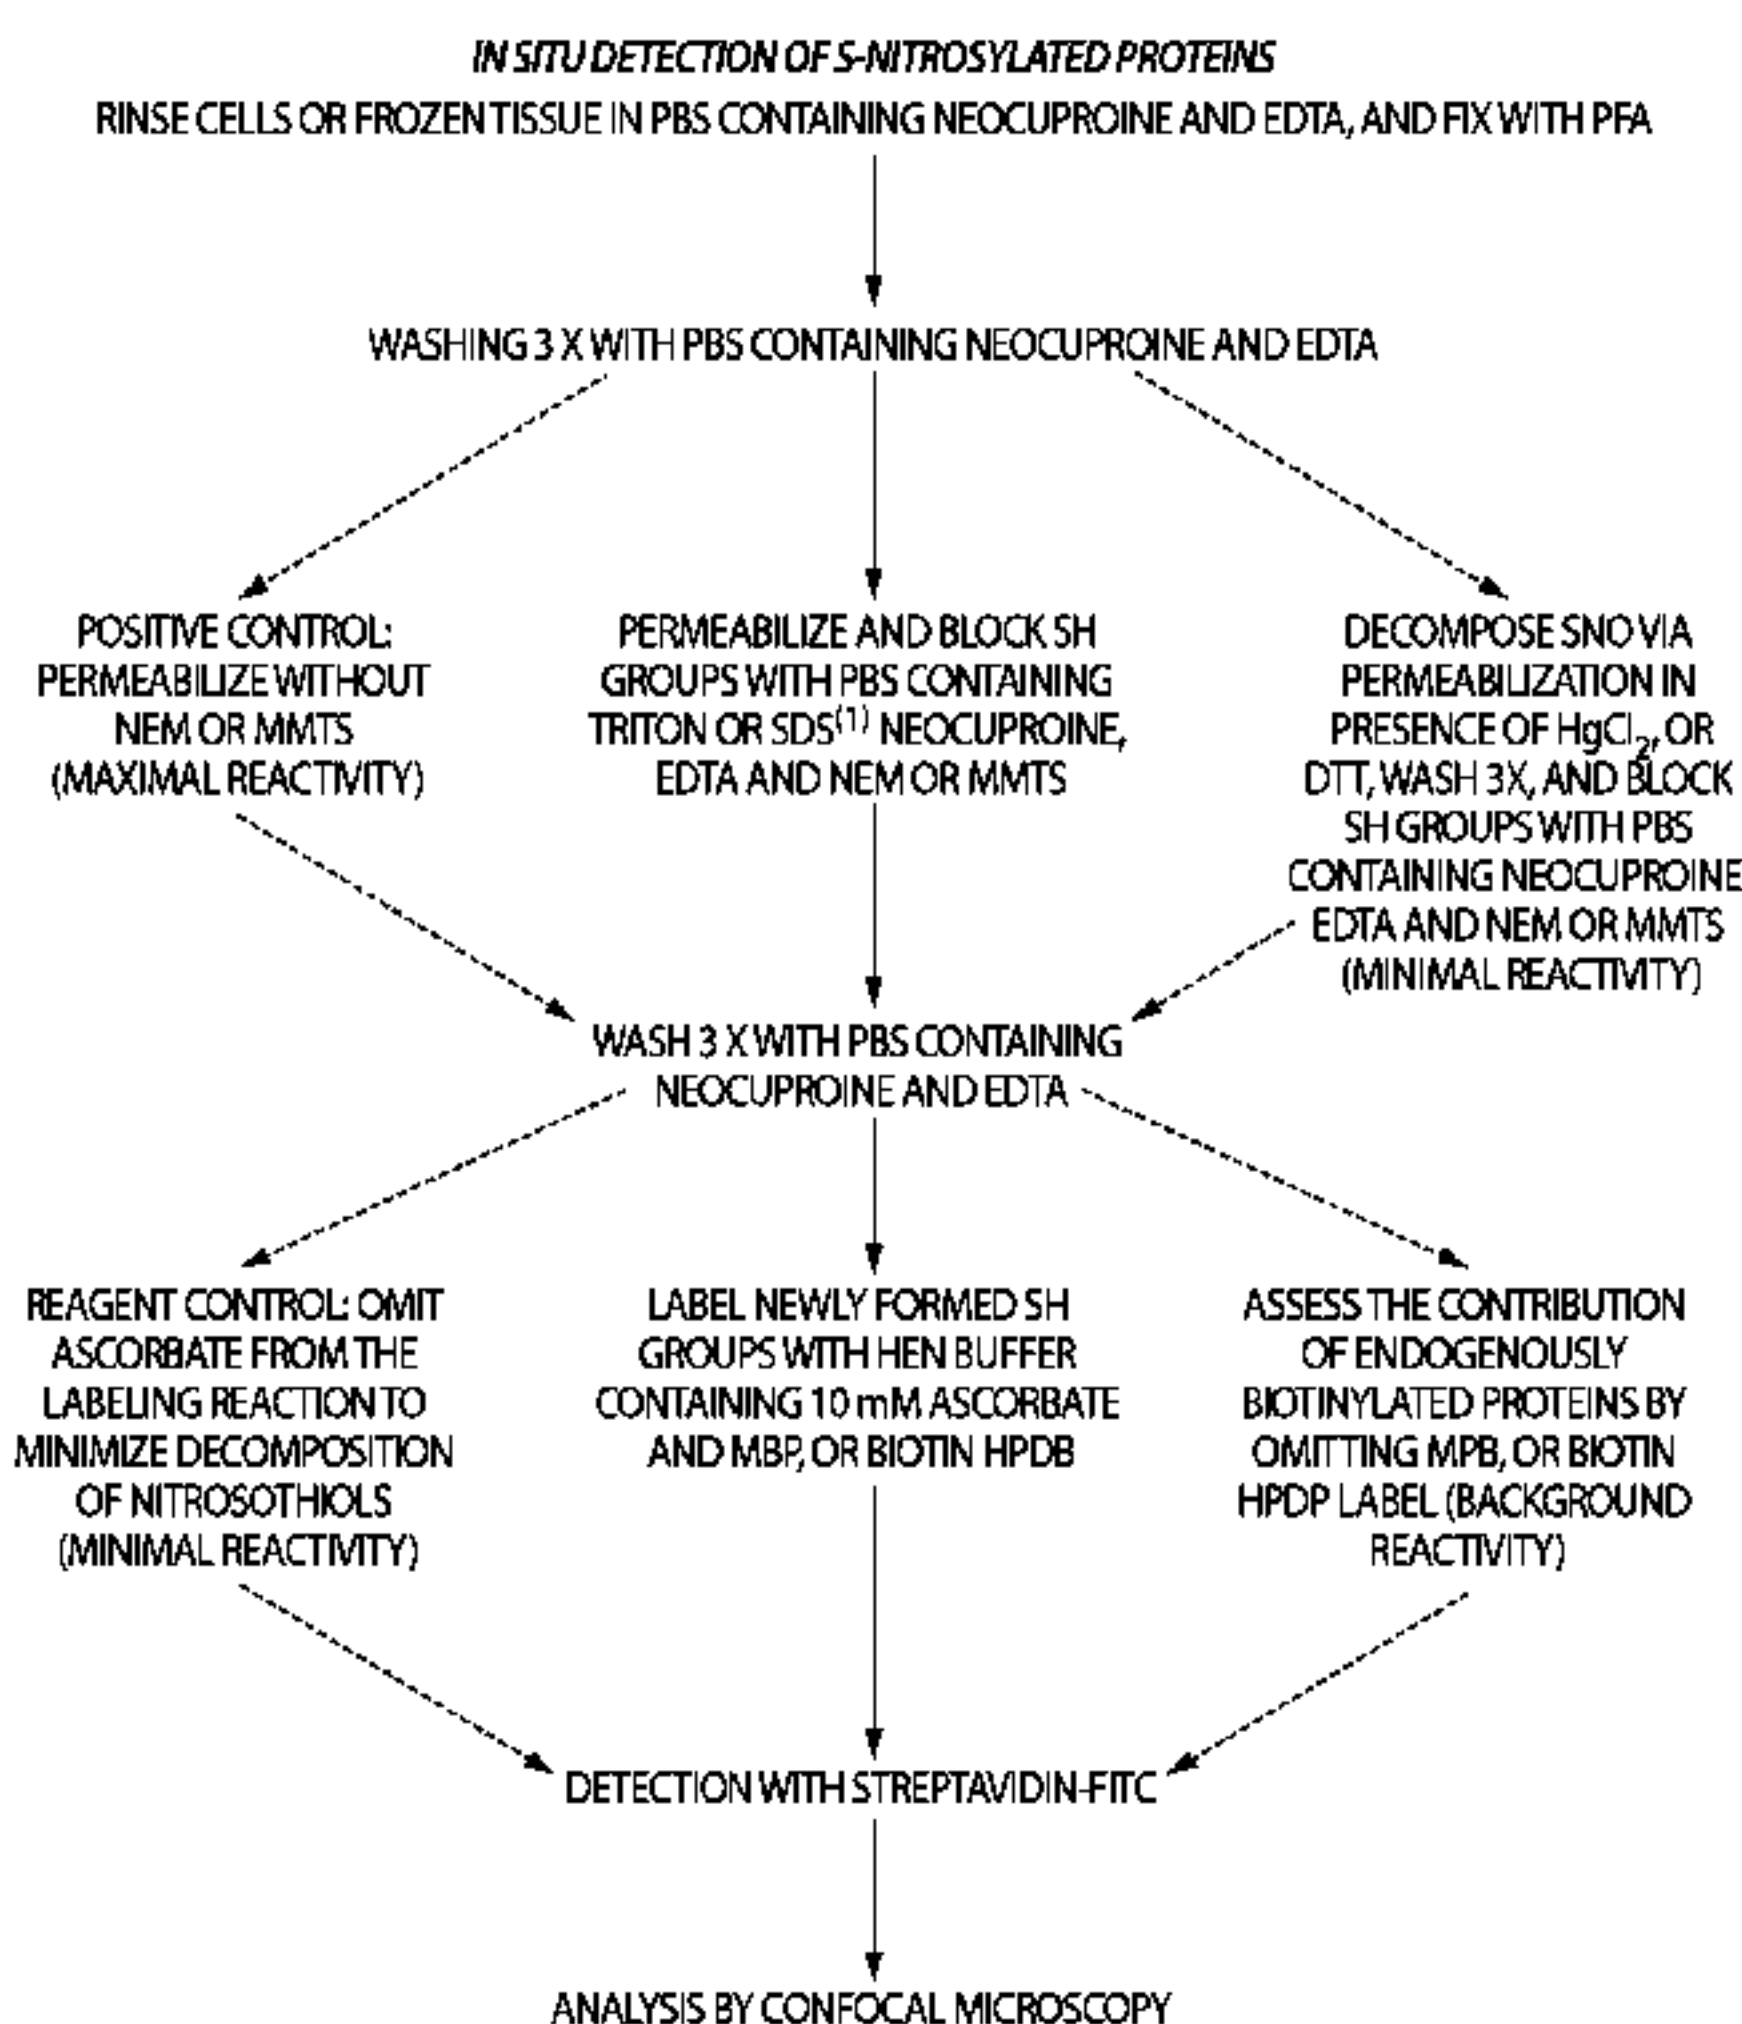 IN SITU DETECTION OF S-NITROSYLATED PROTEINS
RINSE CELLS OR FROZEN TISSUE IN PBS CONTAINING NEOCUPROINE AND EDTA, AND FIX WITH PFA
WASHING 3 X WITH PBS CONTAINING NEOCUPROINE AND EDTA
POSITIVE CONTROL:
PERMEABILIZE WITHOUT
NEM OR MMTS
(MAXIMAL REACTIVITY)
PERMEABILIZE AND BLOCK SH
GROUPS WITH PBS CONTAINING
TRITON OR SDS(1) NEOCUPROINE,
EDTA AND NEM OR MMTS
DECOMPOSE SNO VIA
PERMEABILIZATION IN
PRESENCE OF HgCl2, OR
DTT, WASH 3X, AND BLOCK
SH GROUPS WITH PBS
CONTAINING NEOCUPROINE
EDTA AND NEM OR MMTS
(MINIMAL REACTIVITY)
WASH 3 X WITH PBS CONTAINING
NEOCUPROINE AND EDTA
REAGENT CONTROL: OMIT
ASCORBATE FROM THE
LABELING REACTION TO
MINIMIZE DECOMPOSITION
OF NITROSOTHIOLS
(MINIMAL REACTIVITY)
LABEL NEWLY FORMED SH
GROUPS WITH HEN BUFFER
CONTAINING 10 mM ASCORBATE
AND MBP, OR BIOTIN HPDB
ASSESS THE CONTRIBUTION
OF ENDOGENOUSLY
BIOTINYLATED PROTEINS BY
OMITTING MPB, OR BIOTIN
HPDP LABEL (BACKGROUND
REACTIVITY)
DETECTION WITH STREPTAVIDIN-FITC
ANALYSIS BY CONFOCAL MICROSCOPY